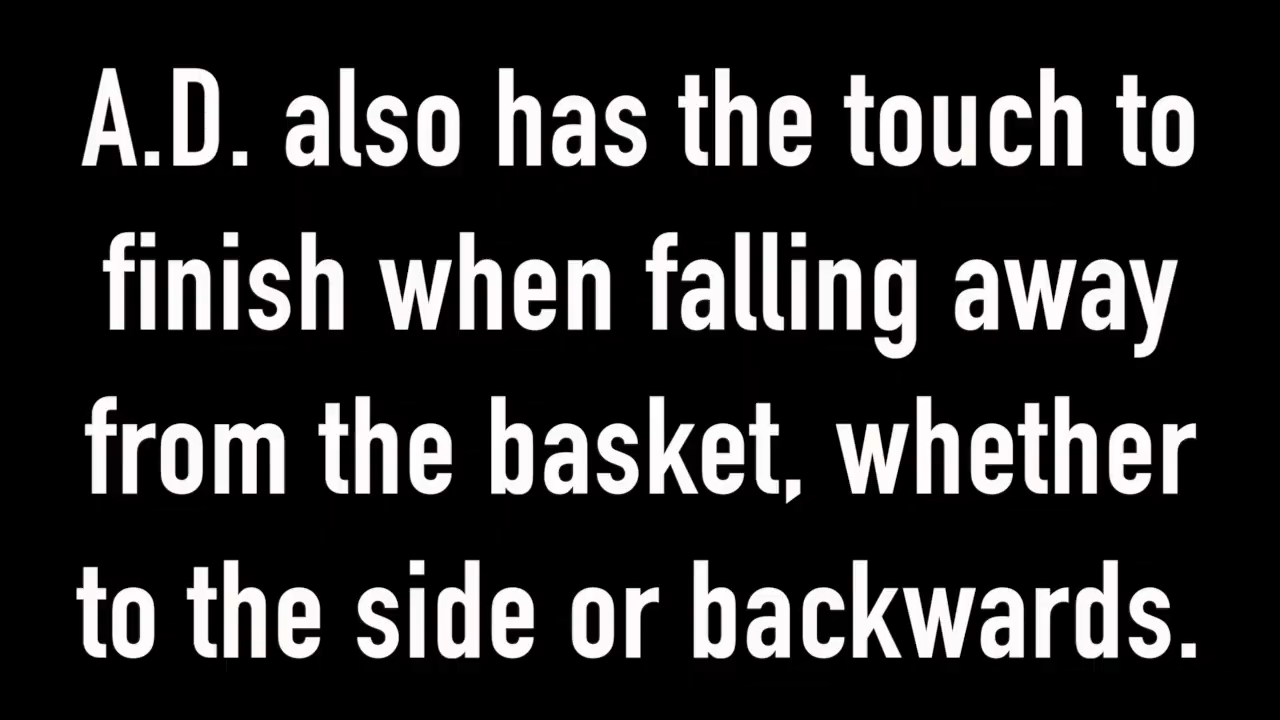 A.D. also has the touch to
finish when falling away
from the basket, whether
to the side or backwards.